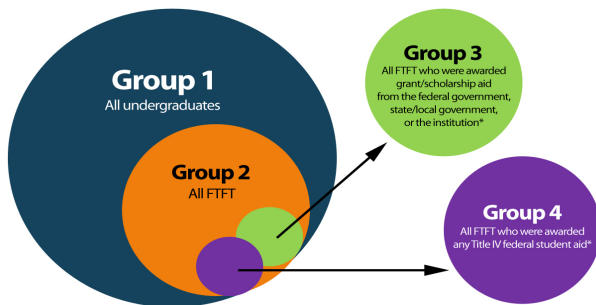 Group 1
All undergraduates
Group 2
All FTFT
Group 3
All FTFT who were awarded
grant/scholarship aid
from the federal government,
state/local government,
or the institution*
Group 4
All FTFT who were awarded
any Title IV federal student aid*